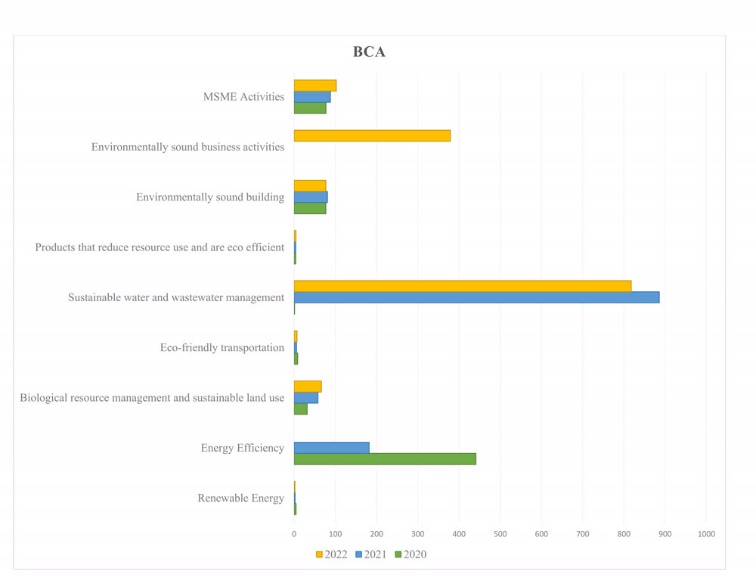 BCA
MSME Activities
Environmentally sound business activities
Environmentally sound building
Products that reduce resource use and are eco efficient
Sustainable water and wastewater management
Eco-friendly transportation
Biological resource management and sustainable land use
Energy Efficiency
Renewable Energy
0 100 200 300 400 500 600 700 800 900 1000
2022 2021 2020